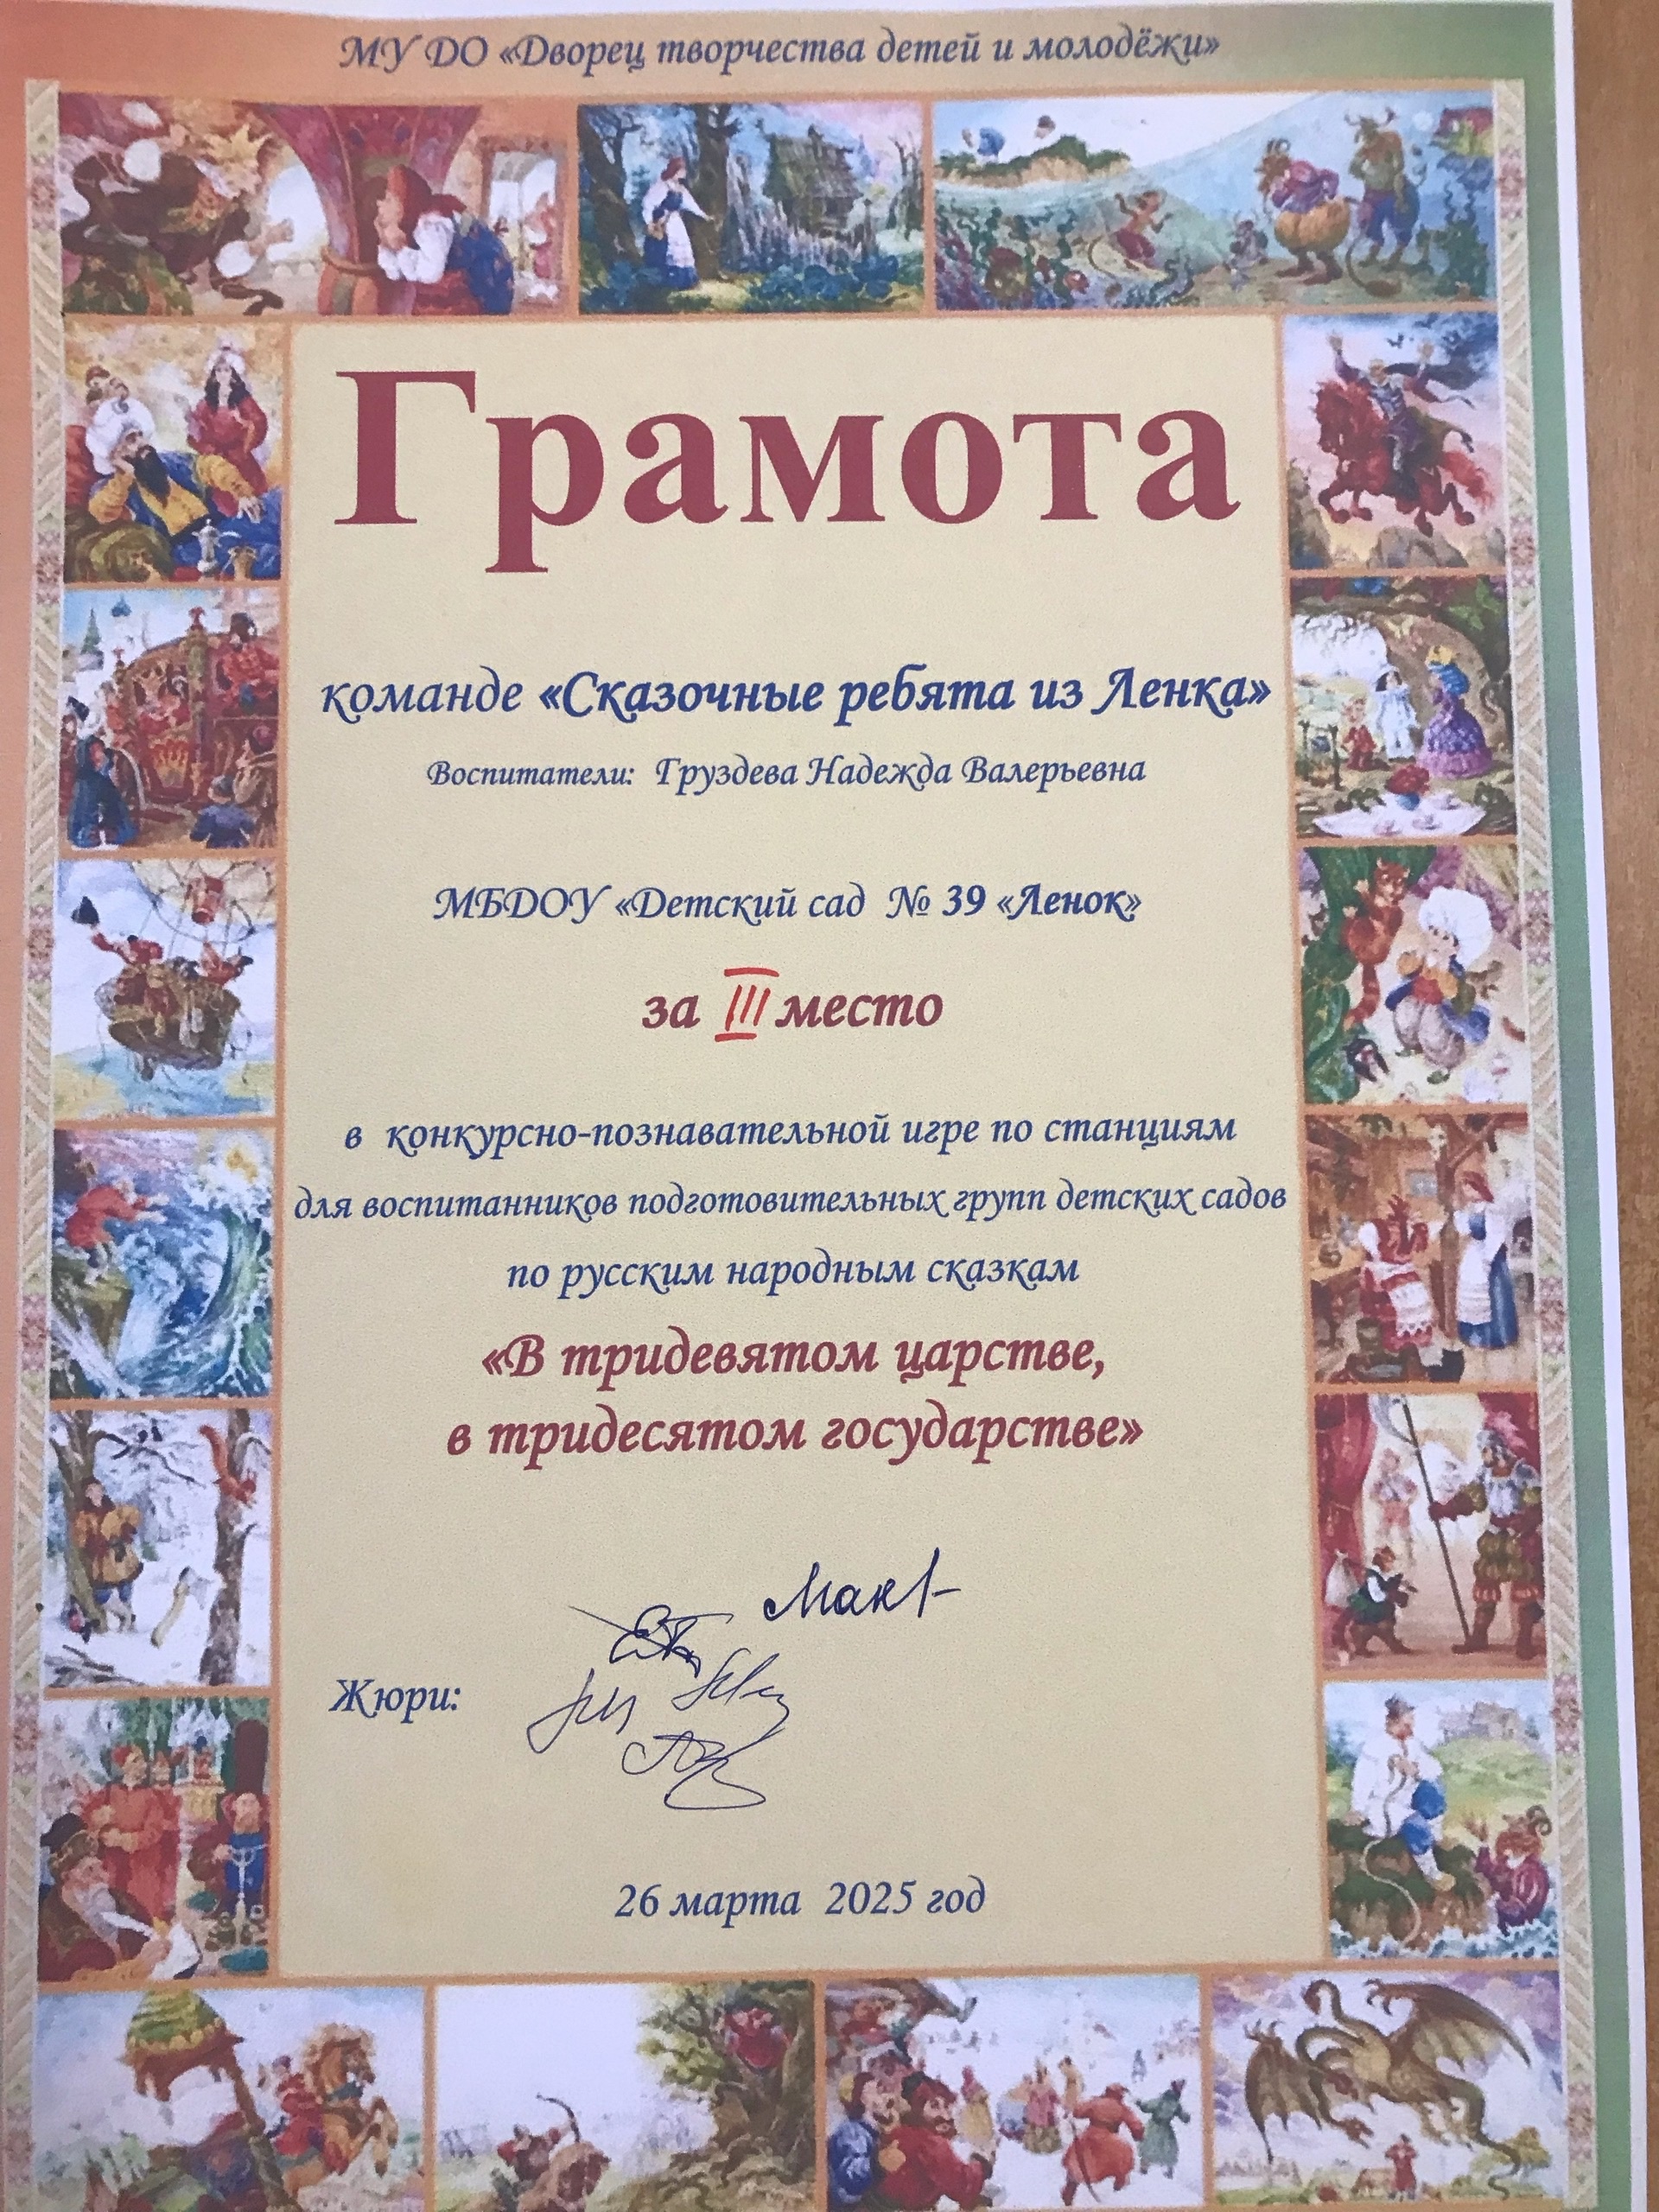 МУ ДО «Дворец творчества детей и молодёжи»
Грамота
команде «Сказочные ребята из Ленка»
Воспитатели: Груздева Надежда Валерьевна
МБДОУ «Детский сад № 39 «Ленок»
за III место
в конкурсно-познавательной игре по станциям
для воспитанников подготовительных групп детских садов
по русским народным сказкам
«В тридевятом царстве,
в тридесятом государстве»
Жюри:
26 марта 2025 год